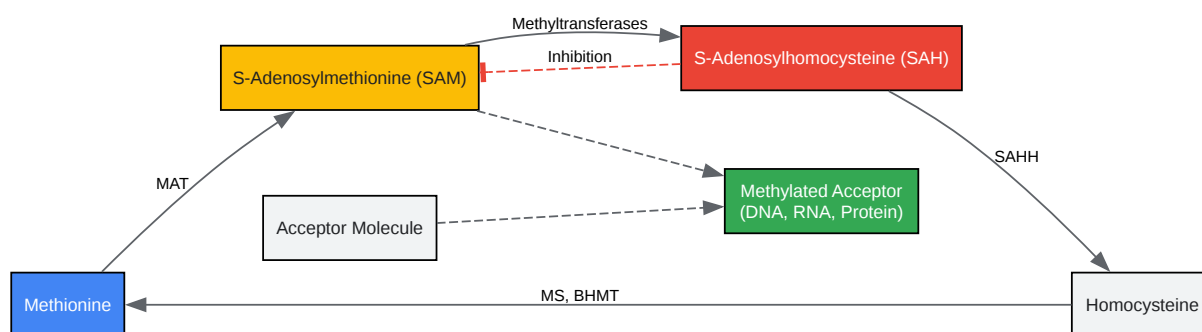 Methyltransferases
Inhibition
S-Adenosylmethionine (SAM)
S-Adenosylhomocysteine (SAH)
MAT
SAHH
Methylated Acceptor
(DNA, RNA, Protein)
Acceptor Molecule
Methionine
MS, BHMT
Homocysteine